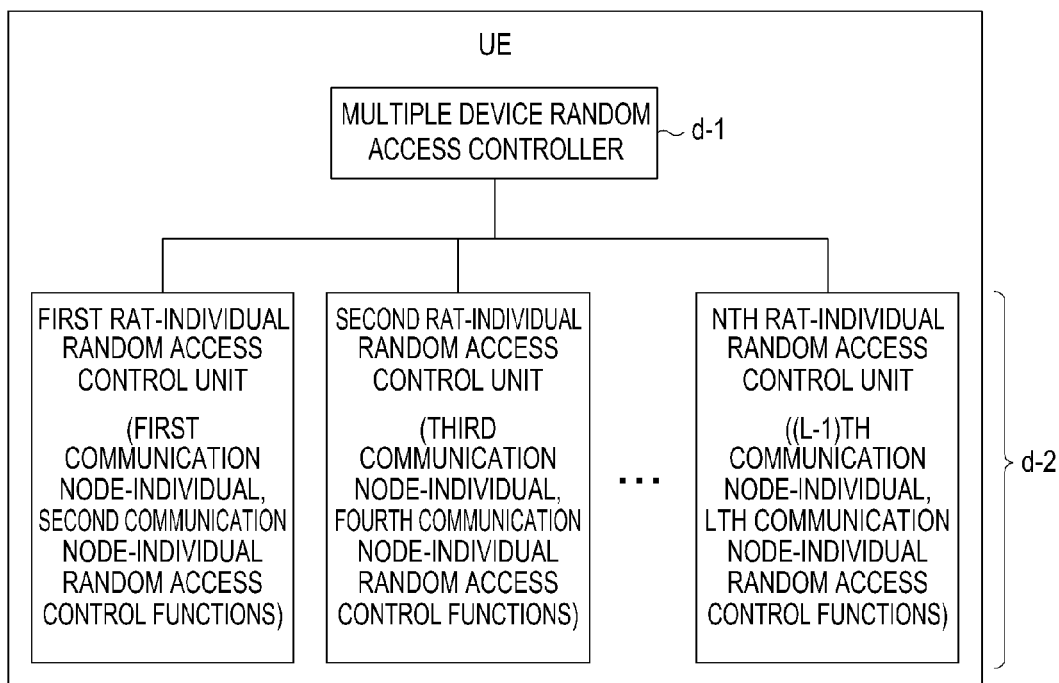 UE
MULTIPLE DEVICE RANDOM
ACCESS CONTROLLER
d-1
FIRST RAT-INDIVIDUAL
RANDOM ACCESS
CONTROL UNIT
(FIRST
COMMUNICATION
NODE-INDIVIDUAL,
SECOND COMMUNICATION
NODE-INDIVIDUAL
RANDOM ACCESS
CONTROL FUNCTIONS)
SECOND RAT-INDIVIDUAL
RANDOM ACCESS
CONTROL UNIT
(THIRD
COMMUNICATION
NODE-INDIVIDUAL,
FOURTH COMMUNICATION
NODE-INDIVIDUAL
RANDOM ACCESS
CONTROL FUNCTIONS)
...
NTH RAT-INDIVIDUAL
RANDOM ACCESS
CONTROL UNIT
((L-1)TH
COMMUNICATION
NODE-INDIVIDUAL,
LTH COMMUNICATION
NODE-INDIVIDUAL
RANDOM ACCESS
CONTROL FUNCTIONS)
d-2